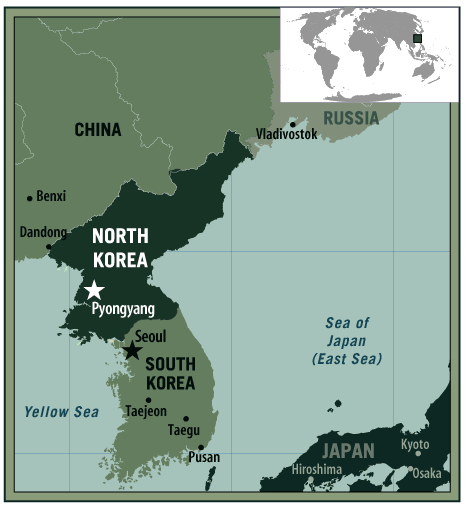 RUSSIA
CHINA
Vladivostok
Benxi
Dandong
NORTH
KOREA
Pyongyang
Seoul
Sea of
Japan
(East Sea)
SOUTH
KOREA
Yellow Sea
Taejeon
Taegu
Pusan
JAPAN
Kyoto
Hiroshima
Osaka